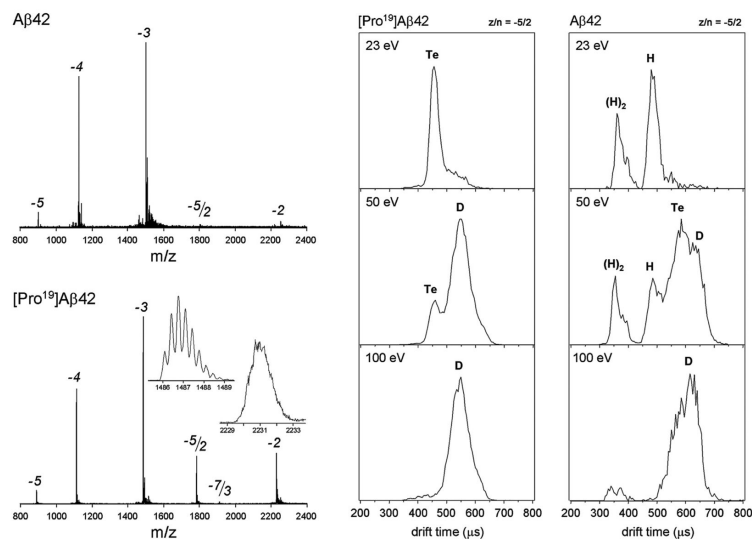 Aβ42
-5
-4
-3
-5/2
-2
800 1000 1200 1400 1600 1800 2000 2200 2400
m/z
[Pro¹⁹]Aβ42
-5
-4
-3
-5/2
-7/3
-2
1486 1487 1488 1489
2229 2231 2233
800 1000 1200 1400 1600 1800 2000 2200 2400
m/z
[Pro¹⁹]Aβ42 z/n = -5/2
23 eV
Te
50 eV
Te
D
100 eV
D
200 300 400 500 600 700 800
drift time (μs)
Aβ42 z/n = -5/2
23 eV
(H)₂
H
50 eV
(H)₂
H
Te
D
100 eV
D
200 300 400 500 600 700 800
drift time (μs)